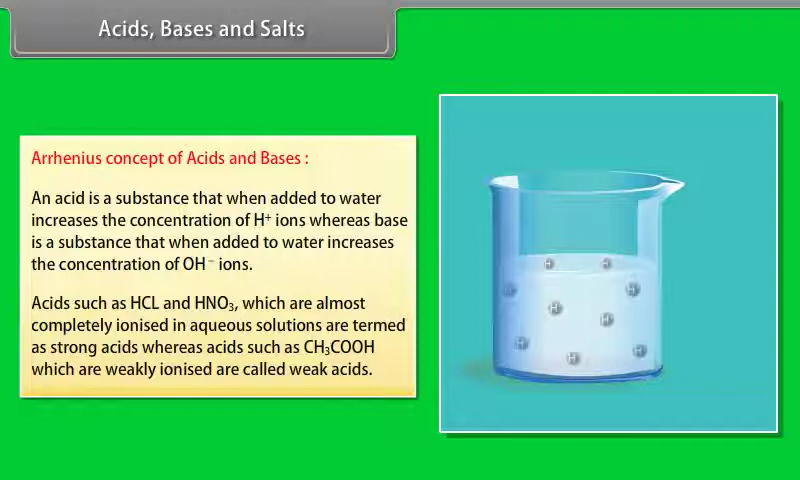 Acids, Bases and Salts
Arrhenius concept of Acids and Bases :
An acid is a substance that when added to water
increases the concentration of H⁺ ions whereas base
is a substance that when added to water increases
the concentration of OH⁻ ions.
Acids such as HCL and HNO₃, which are almost
completely ionised in aqueous solutions are termed
as strong acids whereas acids such as CH₃COOH
which are weakly ionised are called weak acids.
H H
H H
H H
H H
H